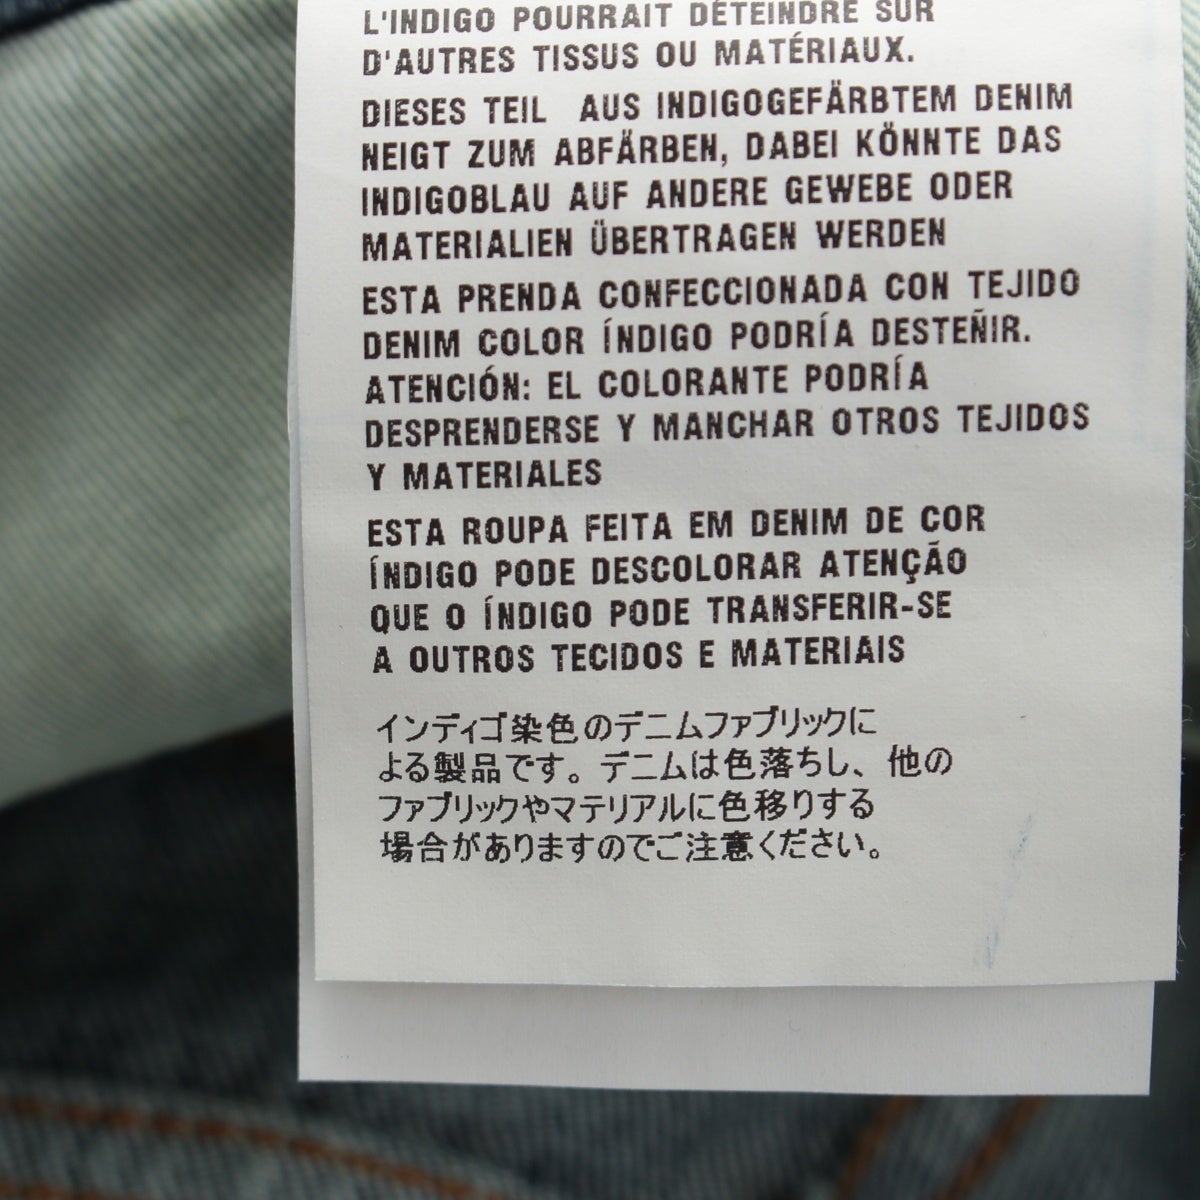 L'INDIGO POURRAIT DÉTEINDRE SUR
D'AUTRES TISSUS OU MATÉRIAUX.
DIESES TEIL AUS INDIGOGEFÄRBTEM DENIM
NEIGT ZUM ABFÄRBEN, DABEI KÖNNTE DAS
INDIGOBLAU AUF ANDERE GEWEBE ODER
MATERIALIEN ÜBERTRAGEN WERDEN
ESTA PRENDA CONFECCIONADA CON TEJIDO
DENIM COLOR ÍNDIGO PODRÍA DESTEÑIR.
ATENCIÓN: EL COLORANTE PODRÍA
DESPRENDERSE Y MANCHAR OTROS TEJIDOS
Y MATERIALES
ESTA ROUPA FEITA EM DENIM DE COR
ÍNDIGO PODE DESCOLORAR ATENÇÃO
QUE O ÍNDIGO PODE TRANSFERIR-SE
A OUTROS TECIDOS E MATERIAIS
インディゴ染色のデニムファブリックに
よる製品です。デニムは色落ちし、他の
ファブリックやマテリアルに色移りする
場合がありますのでご注意ください。